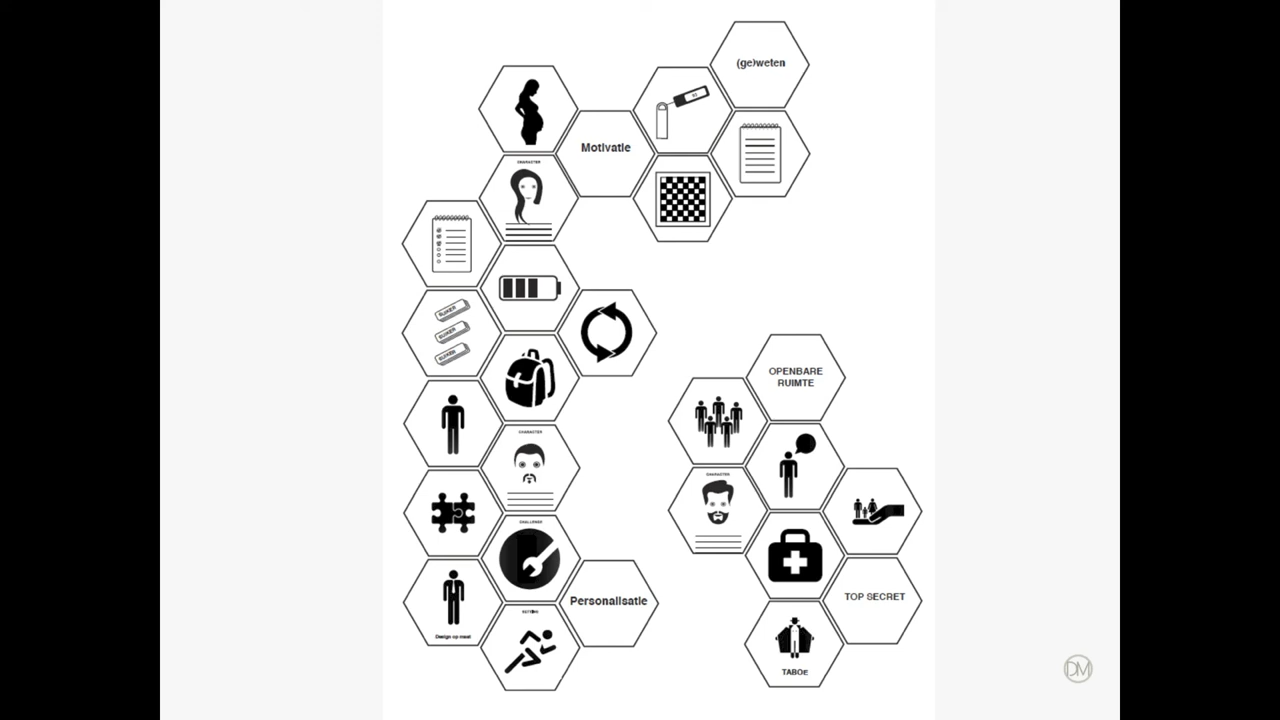 (ge)weten
Motivatie
CHARACTER
SUIKER
SUIKER
SUIKER
OPENBARE
RUIMTE
CHARACTER
CHARACTER
CHALLENGE
TOP SECRET
Personalisatie
SETTING
Design op maat
TABOE
DM